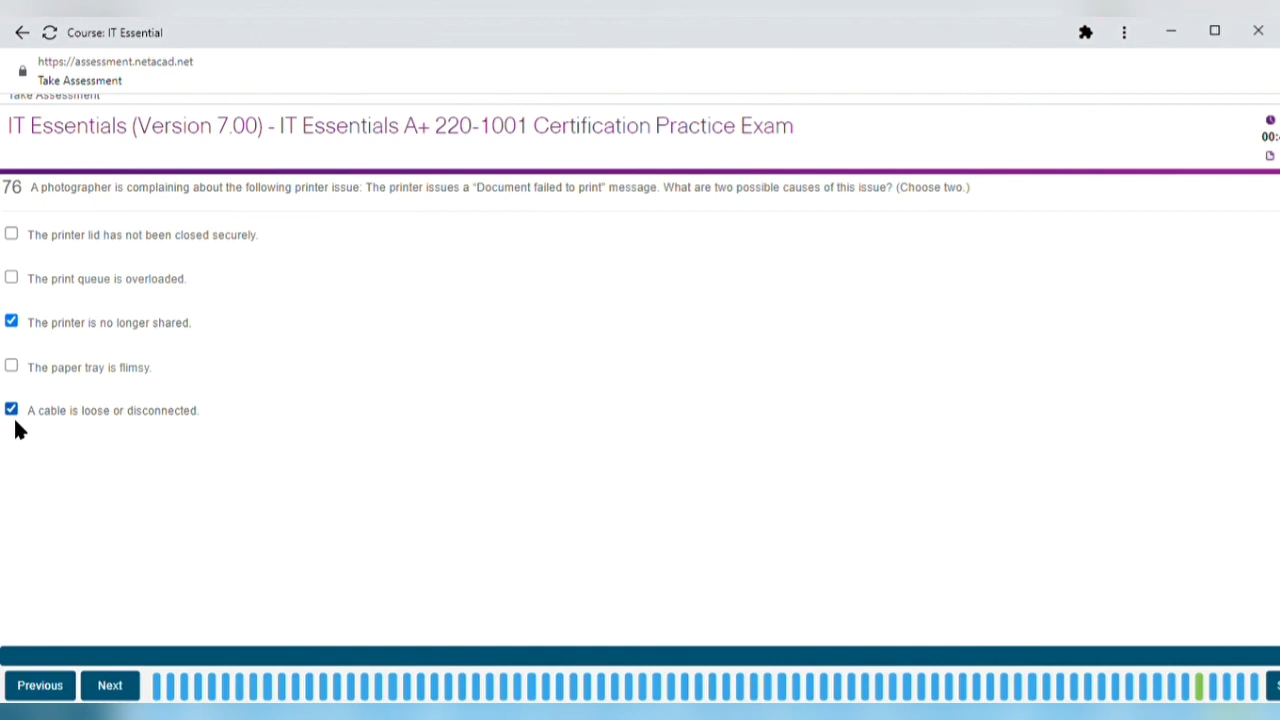 Course: IT Essential
https://assessment.netacad.net
Take Assessment
Take Assessment
IT Essentials (Version 7.00) - IT Essentials A+ 220-1001 Certification Practice Exam
00:
76 A photographer is complaining about the following printer issue: The printer issues a “Document failed to print” message. What are two possible causes of this issue? (Choose two.)
The printer lid has not been closed securely.
The print queue is overloaded.
The printer is no longer shared.
The paper tray is flimsy.
A cable is loose or disconnected.
Previous Next